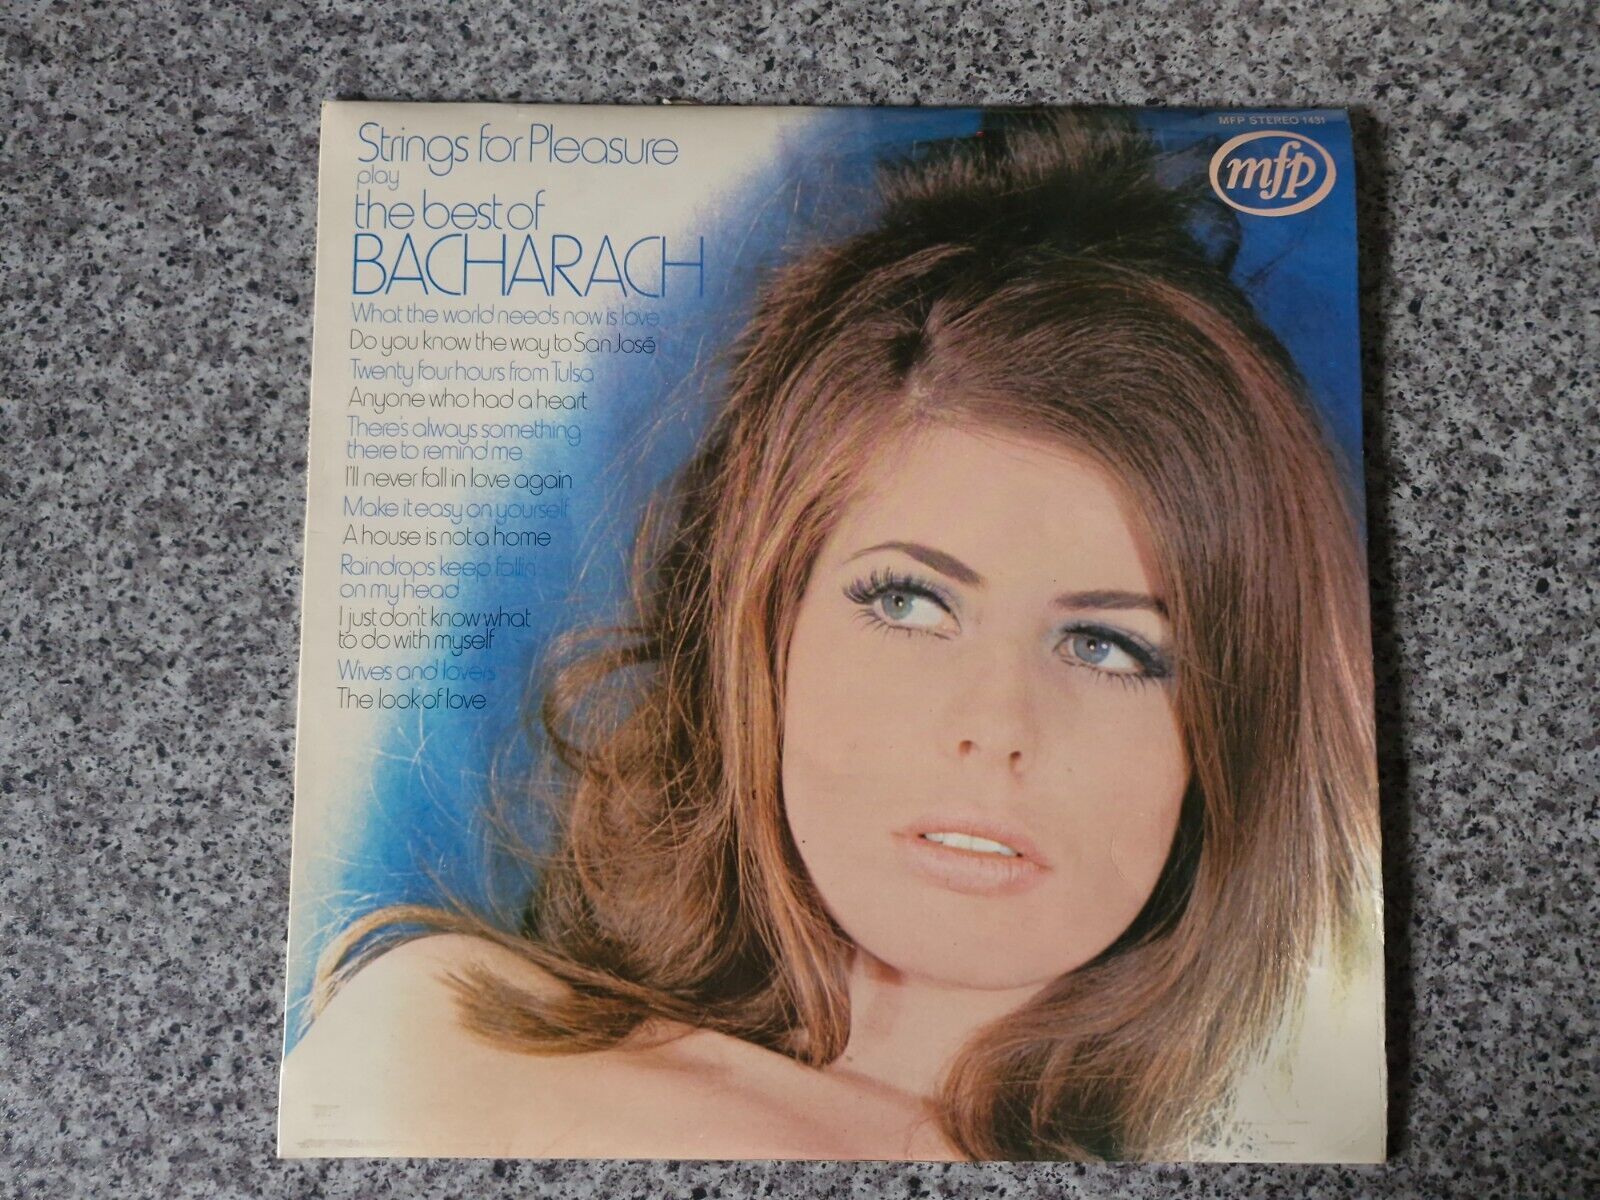 Strings for Pleasure
play
the best of
BACHARACH
What the world needs now is love
Do you know the way to San José
Twenty four hours from Tulsa
Anyone who had a heart
There's always something
there to remind me
I'll never fall in love again
Make it easy on yourself
A house is not a home
Raindrops keep fallin
on my head
I just don't know what
to do with myself
Wives and lovers
The look of love
MFP STEREO 1431
mfp